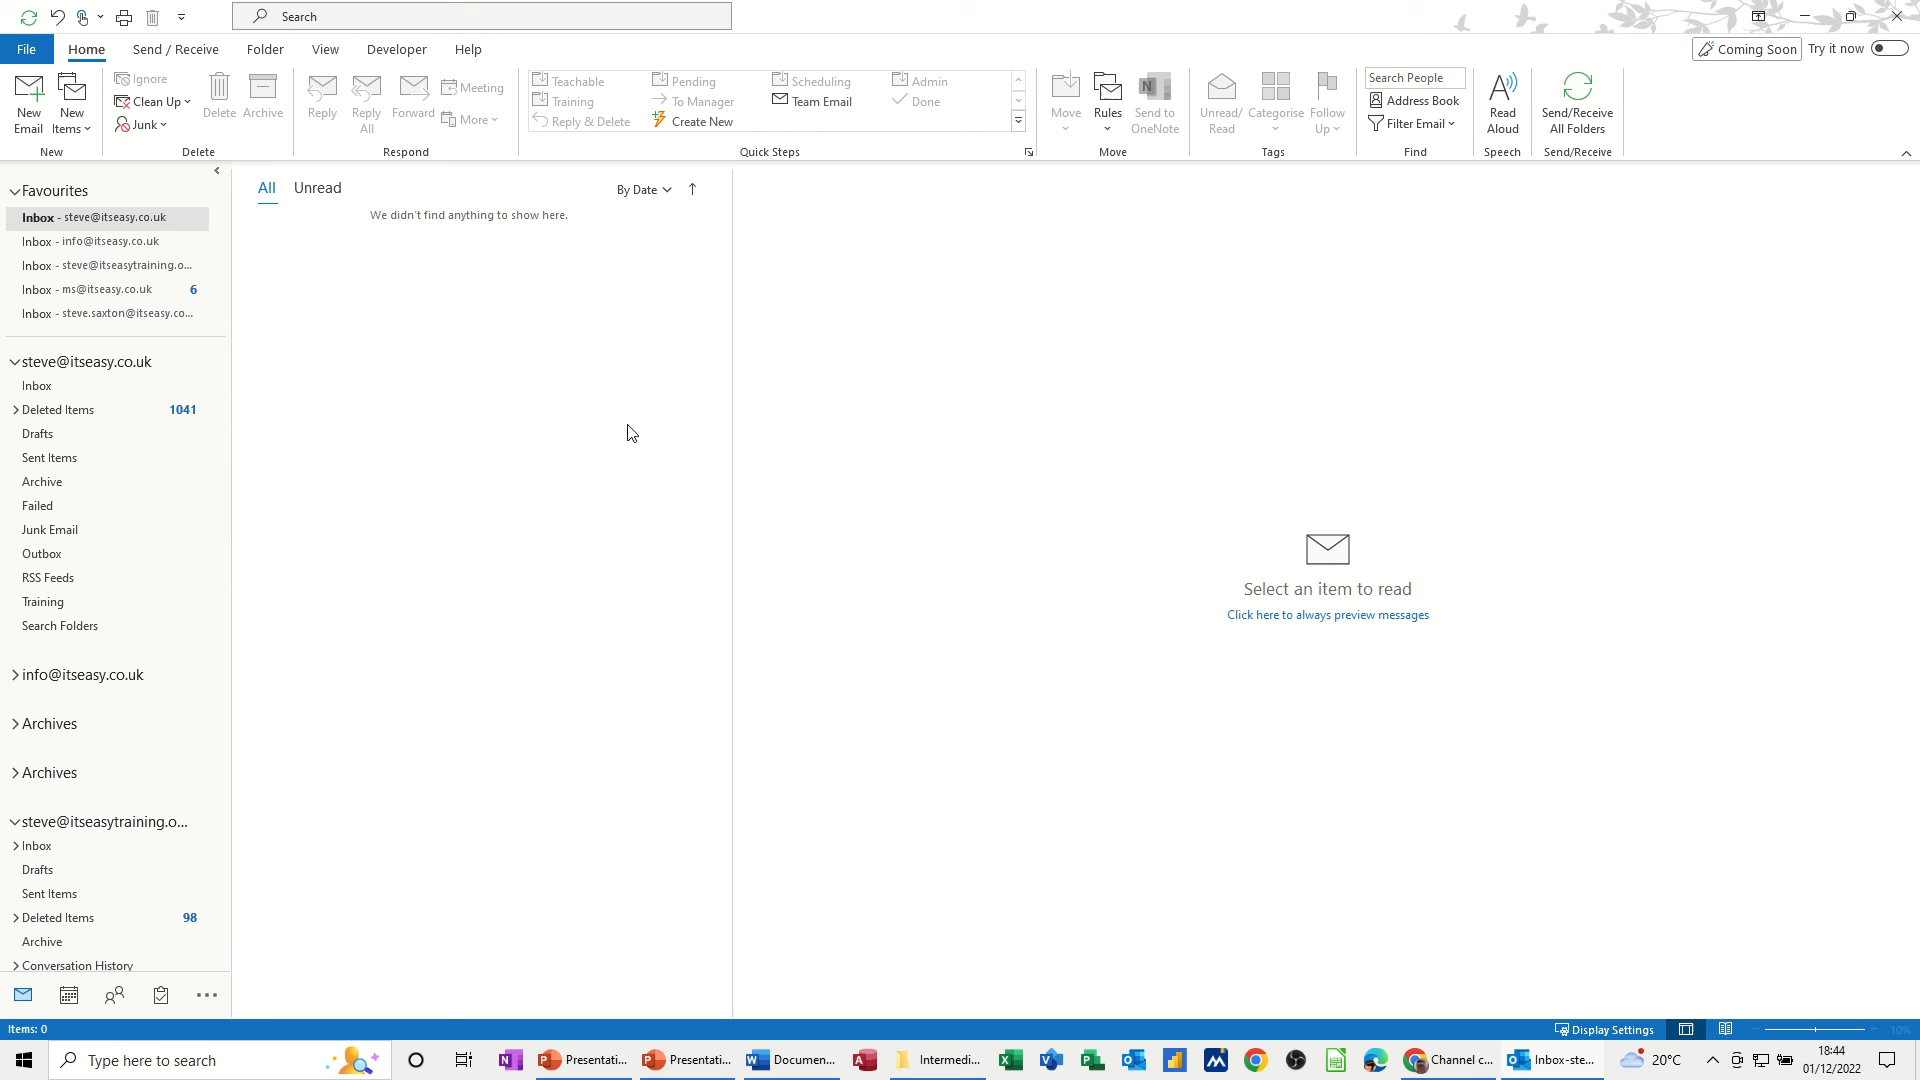 Search
File Home Send / Receive Folder View Developer Help
Coming Soon Try it now
New Email
New Items
Ignore
Clean Up
Junk
Delete
Archive
Reply
Reply All
Forward
Meeting
More
Teachable Pending Scheduling Admin
Training To Manager Team Email Done
Reply & Delete Create New
Move
Rules
Send to OneNote
Unread/ Read
Categorise
Follow Up
Search People
Address Book
Filter Email
Read Aloud
Send/Receive All Folders
New Delete Respond Quick Steps Move Tags Find Speech Send/Receive
Favourites
Inbox - steve@itseasy.co.uk
Inbox - info@itseasy.co.uk
Inbox - steve@itseasytraining.o...
Inbox - ms@itseasy.co.uk 6
Inbox - steve.saxton@itseasy.co...
steve@itseasy.co.uk
Inbox
Deleted Items 1041
Drafts
Sent Items
Archive
Failed
Junk Email
Outbox
RSS Feeds
Training
Search Folders
info@itseasy.co.uk
Archives
Archives
steve@itseasytraining.o...
Inbox
Drafts
Sent Items
Deleted Items 98
Archive
Conversation History
All Unread By Date
We didn't find anything to show here.
Select an item to read
Click here to always preview messages
Items: 0
Display Settings
10%
Type here to search
Presentati...
Presentati...
Documen...
Intermedi...
Channel c...
Inbox-ste...
20°C
18:44
01/12/2022